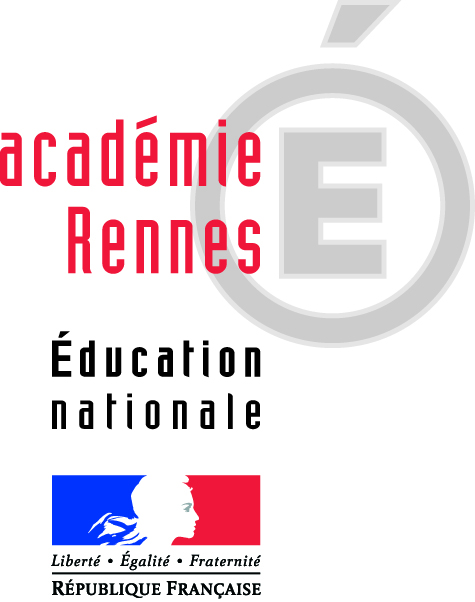 É
académie
Rennes
Éducation
nationale
Liberté • Égalité • Fraternité
RÉPUBLIQUE FRANÇAISE